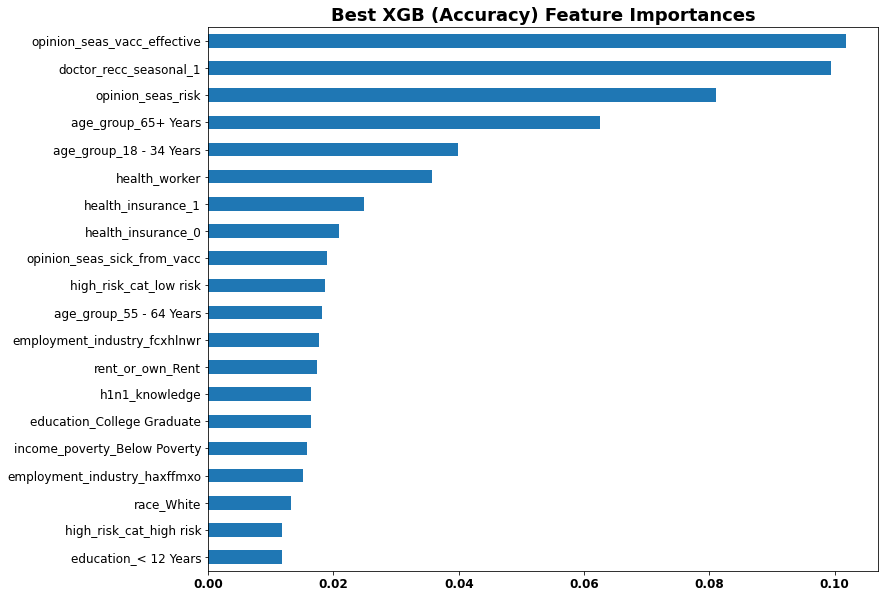 Best XGB (Accuracy) Feature Importances
opinion_seas_vacc_effective
doctor_recc_seasonal_1
opinion_seas_risk
age_group_65+ Years
age_group_18 - 34 Years
health_worker
health_insurance_1
health_insurance_0
opinion_seas_sick_from_vacc
high_risk_cat_low risk
age_group_55 - 64 Years
employment_industry_fcxhlnwr
rent_or_own_Rent
h1n1_knowledge
education_College Graduate
income_poverty_Below Poverty
employment_industry_haxffmxo
race_White
high_risk_cat_high risk
education_< 12 Years
0.00 0.02 0.04 0.06 0.08 0.10